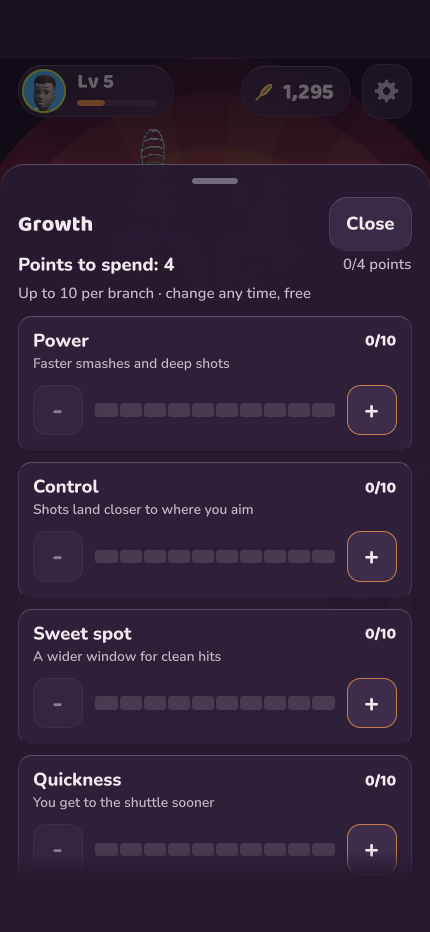 Lv 5
1,295
Growth
Close
Points to spend: 4
0/4 points
Up to 10 per branch · change any time, free
Power
0/10
Faster smashes and deep shots
-
+
Control
0/10
Shots land closer to where you aim
-
+
Sweet spot
0/10
A wider window for clean hits
-
+
Quickness
0/10
You get to the shuttle sooner
-
+